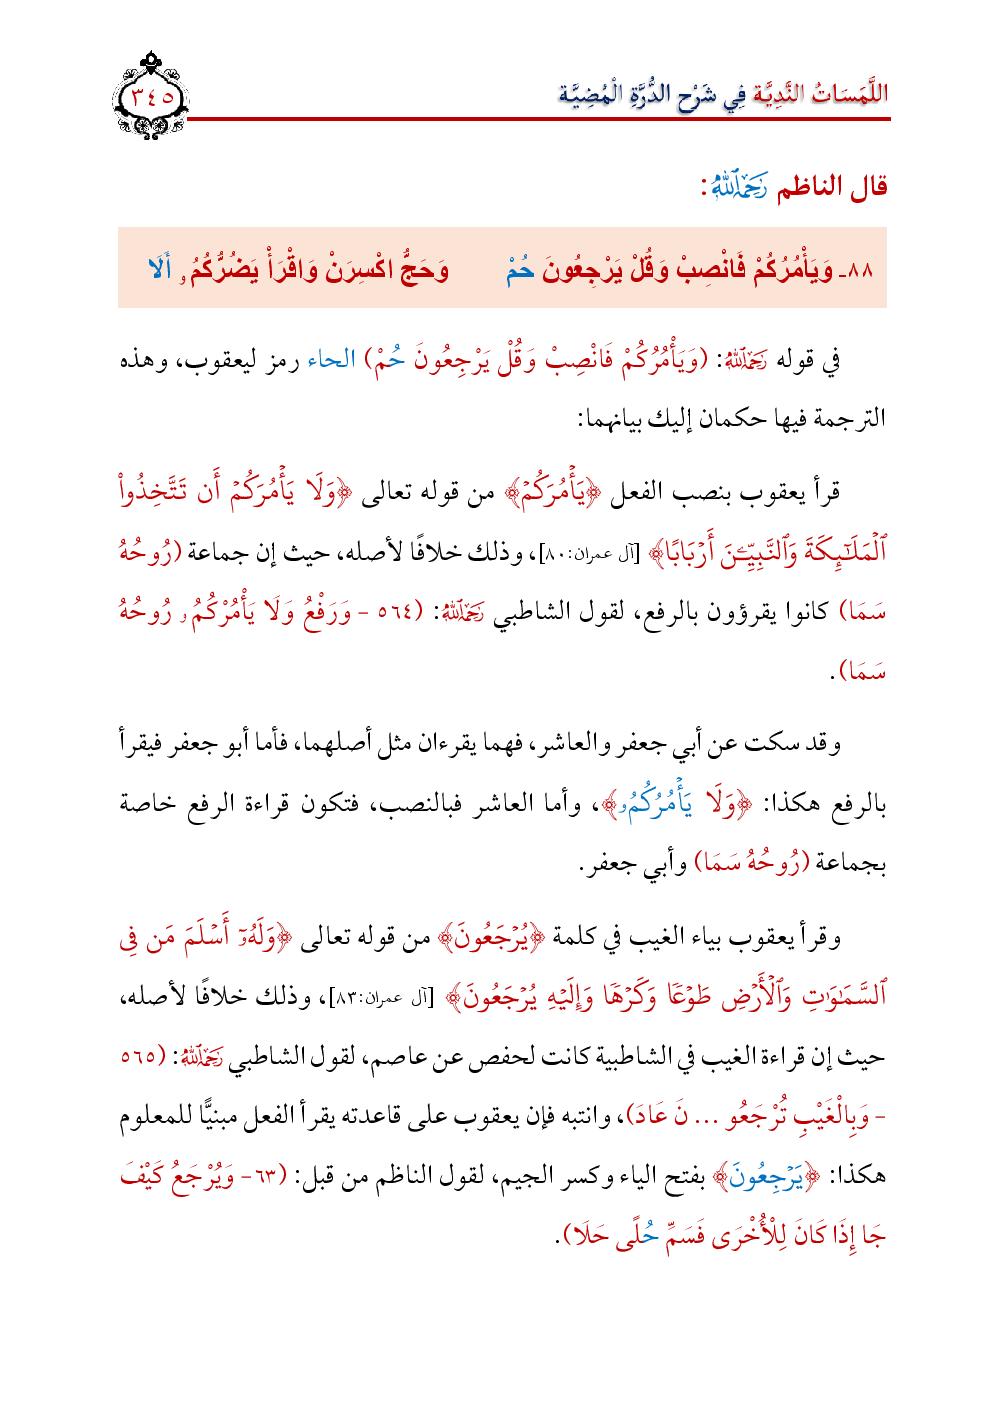 اللَّمَسَاتُ النَّدِيَّة فِي شَرْح الدُّرَّةِ الْمُضِيَّة
٣٤٥
قال الناظم رَحِمَهُ اللَّهُ:
٨٨- وَيَأْمُرُكُمْ فَانْصِبْ وَقُلْ يَرْجِعُونَ حُمْ وَحَجُّ اكْسِرَنْ وَاقْرَأْ يَضُرُّكُمُۥ أَلَا
في قوله رَحِمَهُ اللَّهُ: (وَيَأْمُرُكُمْ فَانْصِبْ وَقُلْ يَرْجِعُونَ حُمْ) الحاء رمز ليعقوب، وهذه
الترجمة فيها حكمان إليك بيانهما:
قرأ يعقوب بنصب الفعل ﴿يَأۡمُرَكُمۡ﴾ من قوله تعالى ﴿وَلَا يَأۡمُرَكُمۡ أَن تَتَّخِذُواْ
ٱلۡمَلَٰٓئِكَةَ وَٱلنَّبِيِّـۧنَ أَرۡبَابًا﴾ [آل عمران:٨٠]، وذلك خلافًا لأصله، حيث إن جماعة (رُوحُهُ
سَمَا) كانوا يقرؤون بالرفع، لقول الشاطبي رَحِمَهُ اللَّهُ: (٥٦٤ - وَرَفْعُ وَلَا يَأْمُرْكُمُۥ رُوحُهُ
سَمَا).
وقد سكت عن أبي جعفر والعاشر، فهما يقرءان مثل أصلهما، فأما أبو جعفر فيقرأ
بالرفع هكذا: ﴿وَلَا يَأۡمُرُكُمُۥ﴾، وأما العاشر فبالنصب، فتكون قراءة الرفع خاصة
بجماعة (رُوحُهُ سَمَا) وأبي جعفر.
وقرأ يعقوب بياء الغيب في كلمة ﴿يُرۡجَعُونَ﴾ من قوله تعالى ﴿وَلَهُۥٓ أَسۡلَمَ مَن فِي
ٱلسَّمَٰوَٰتِ وَٱلۡأَرۡضِ طَوۡعٗا وَكَرۡهٗا وَإِلَيۡهِ يُرۡجَعُونَ﴾ [آل عمران:٨٣]، وذلك خلافًا لأصله،
حيث إن قراءة الغيب في الشاطبية كانت لحفص عن عاصم، لقول الشاطبي رَحِمَهُ اللَّهُ: (٥٦٥
- وَبِالْغَيْبِ تُرْجَعُو ... نَ عَادَ)، وانتبه فإن يعقوب على قاعدته يقرأ الفعل مبنيًّا للمعلوم
هكذا: ﴿يَرۡجِعُونَ﴾ بفتح الياء وكسر الجيم، لقول الناظم من قبل: (٦٣- وَيُرْجَعُ كَيْفَ
جَا إِذَا كَانَ لِلْأُخْرَى فَسَمِّ حُلًى حَلَا).